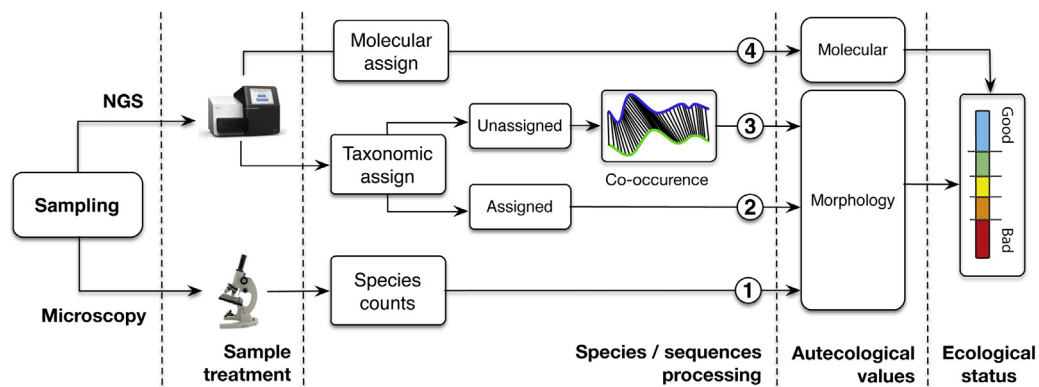 Molecular
assign
4
Molecular
NGS
Good
Unassigned
3
Taxonomic
assign
Co-occurence
Sampling
Assigned
2
Morphology
Bad
Species
counts
1
Microscopy
Sample
treatment
Species / sequences
processing
Autecological
values
Ecological
status